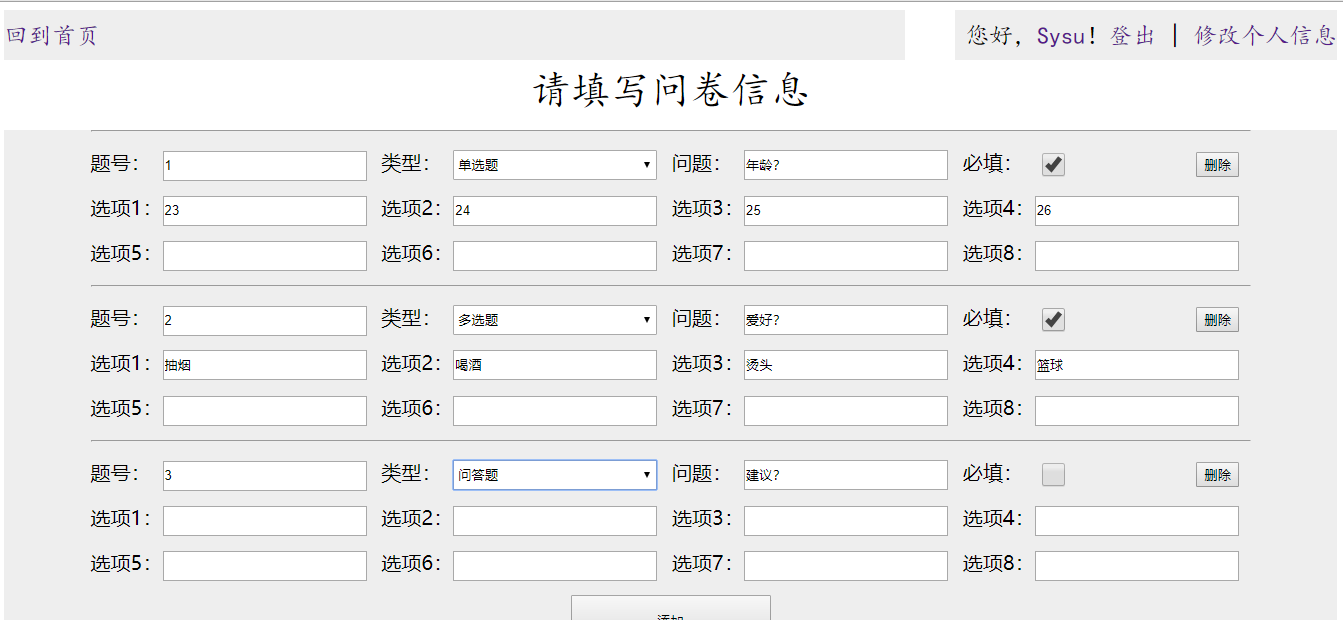 回到首页 您好，Sysu！登出 | 修改个人信息
请填写问卷信息
题号： 1 类型： 单选题 问题： 年龄? 必填： 删除
选项1： 23 选项2： 24 选项3： 25 选项4： 26
选项5： 选项6： 选项7： 选项8：
题号： 2 类型： 多选题 问题： 爱好? 必填： 删除
选项1： 抽烟 选项2： 喝酒 选项3： 烫头 选项4： 篮球
选项5： 选项6： 选项7： 选项8：
题号： 3 类型： 问答题 问题： 建议? 必填： 删除
选项1： 选项2： 选项3： 选项4：
选项5： 选项6： 选项7： 选项8：
添加